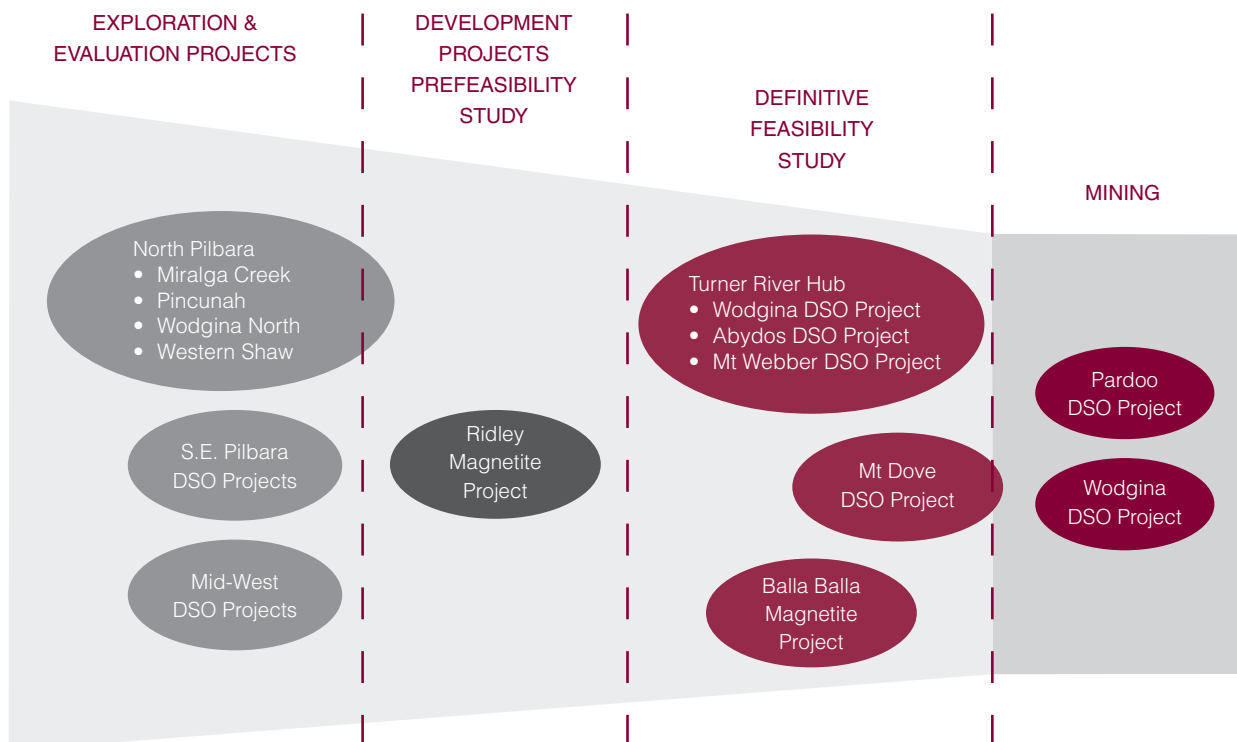 EXPLORATION &
EVALUATION PROJECTS
DEVELOPMENT
PROJECTS
PREFEASIBILITY
STUDY
DEFINITIVE
FEASIBILITY
STUDY
MINING
North Pilbara
• Miralga Creek
• Pincunah
• Wodgina North
• Western Shaw
S.E. Pilbara
DSO Projects
Mid-West
DSO Projects
Ridley
Magnetite
Project
Turner River Hub
• Wodgina DSO Project
• Abydos DSO Project
• Mt Webber DSO Project
Mt Dove
DSO Project
Balla Balla
Magnetite
Project
Pardoo
DSO Project
Wodgina
DSO Project